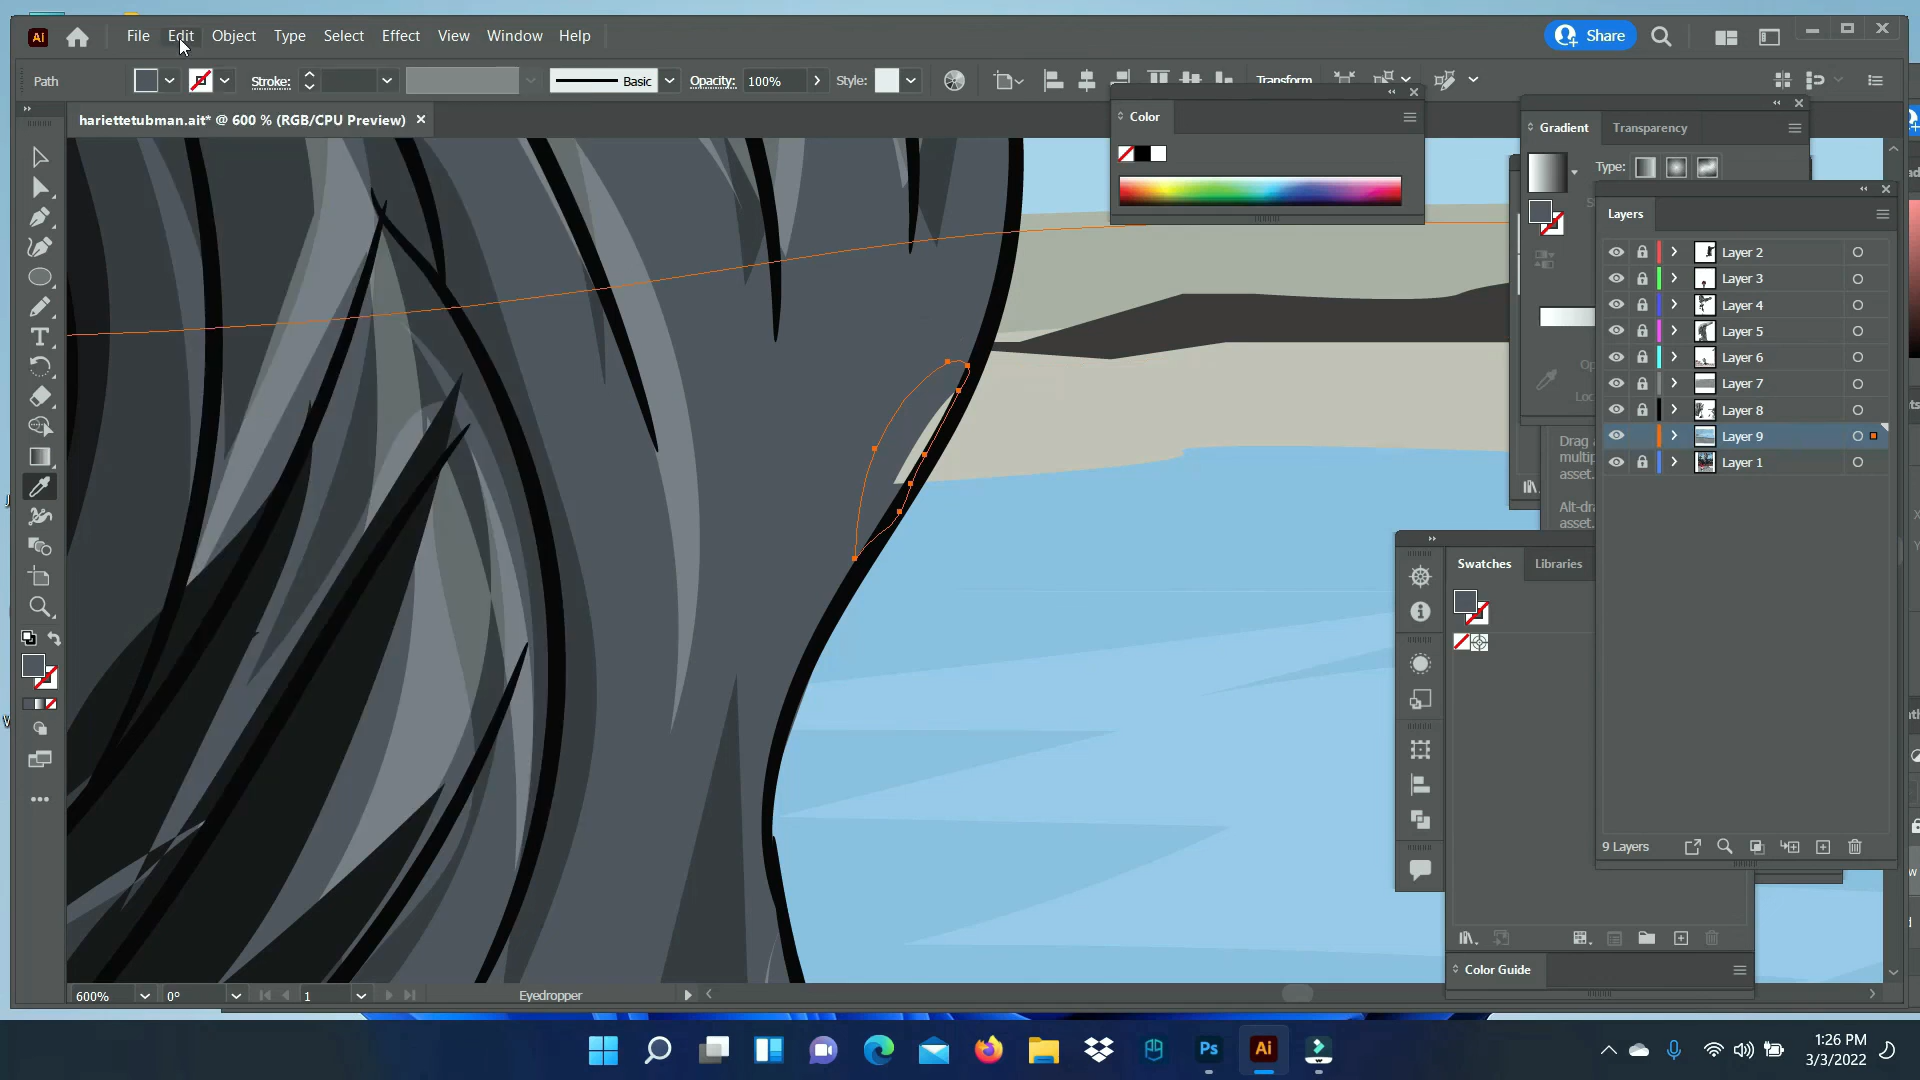 Ai File Edit Object Type Select Effect View Window Help Share
Path Stroke: Basic Opacity: 100% Style: Transform
hariettetubman.ait* @ 600 % (RGB/CPU Preview)
Color
Gradient Transparency
Type:
Layers
Layer 2
Layer 3
Layer 4
Layer 5
Layer 6
Layer 7
Layer 8
Layer 9
Layer 1
Drag
asset.
Alt-dra
asset.
Swatches Libraries
9 Layers
Color Guide
600% 0° 1 Eyedropper
Ps Ai
1:26 PM
3/3/2022